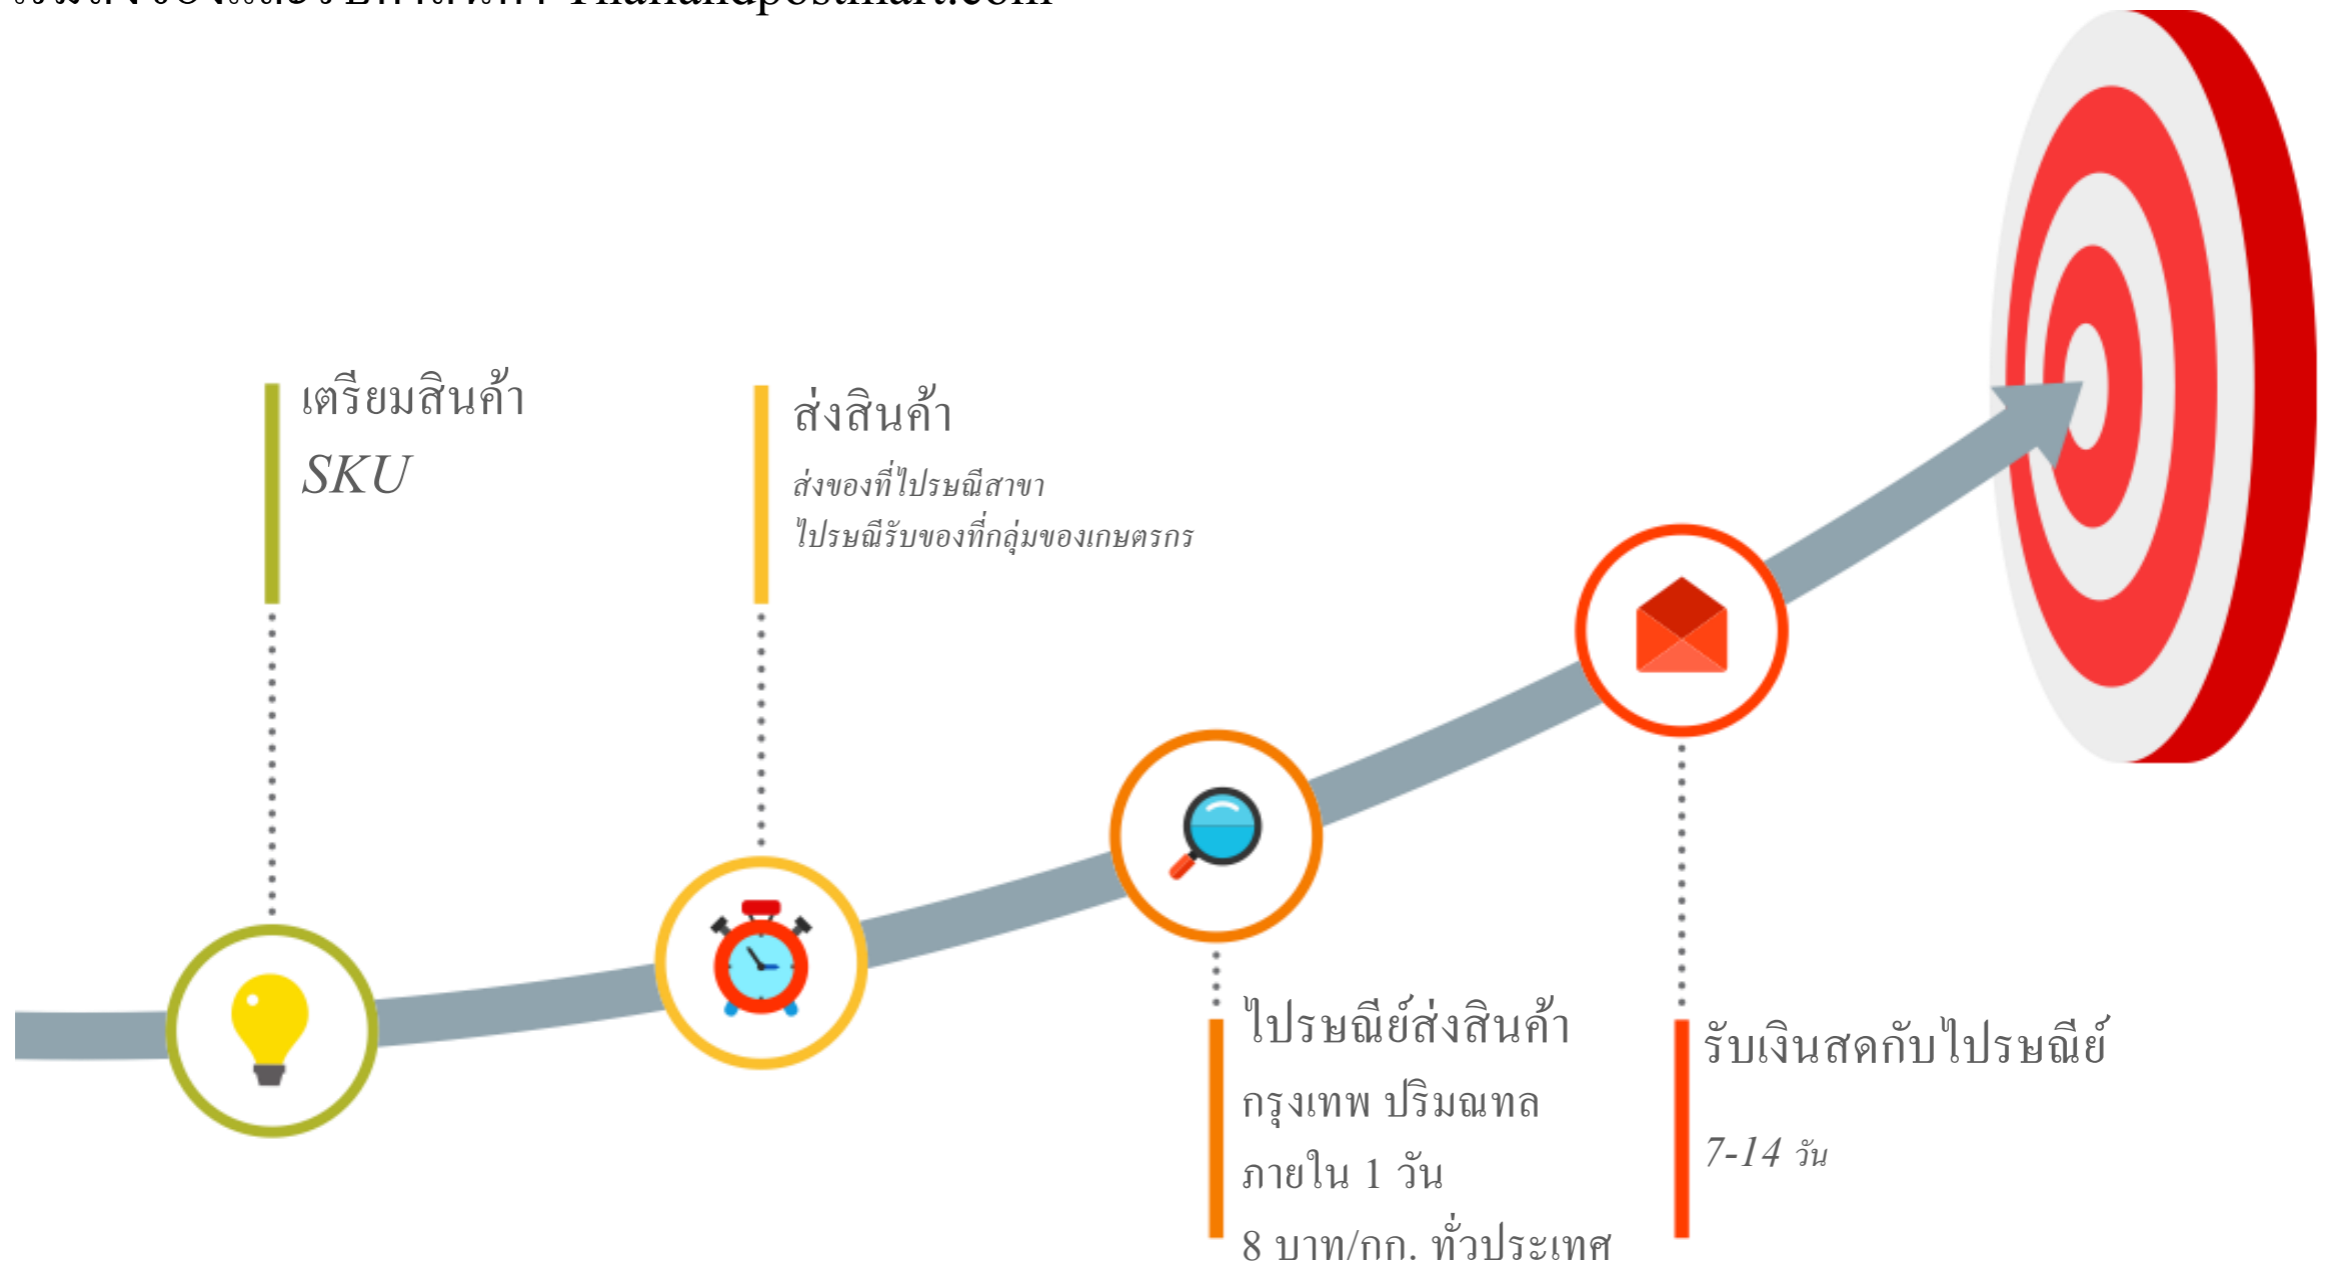 Thailandpostmart.com
เตรียมสินค้า
SKU
ส่งสินค้า
ส่งของที่ไปรษณีสาขา
ไปรษณีรับของที่กลุ่มของเกษตรกร
ไปรษณีย์ส่งสินค้า
กรุงเทพ ปริมณทล
ภายใน 1 วัน
8 บาท/กก. ทั่วประเทศ
รับเงินสดกับไปรษณีย์
7-14 วัน